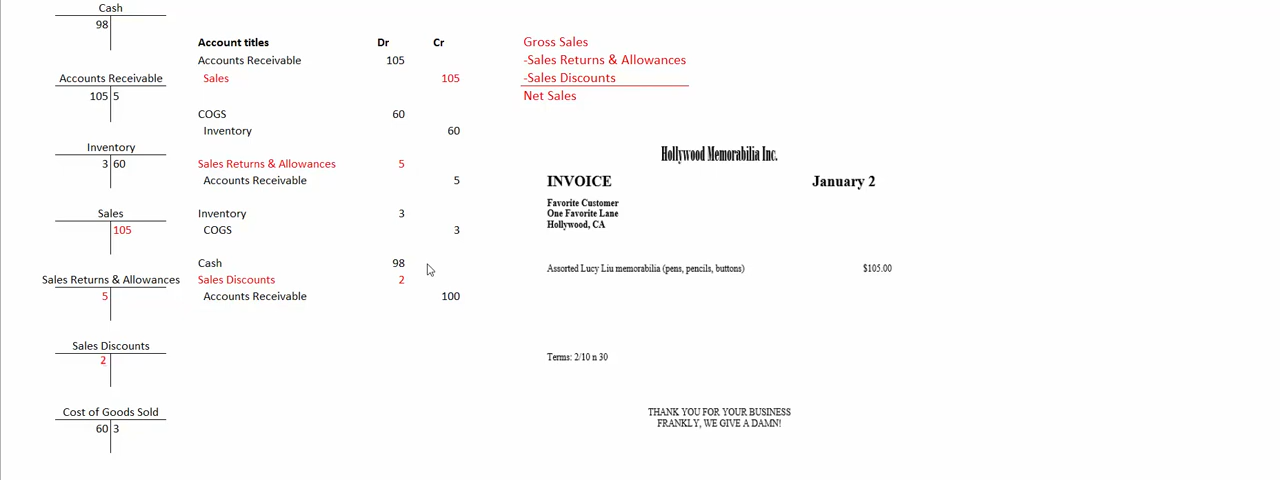 Cash
98
Accounts Receivable
105 5
Inventory
3 60
Sales
105
Sales Returns & Allowances
5
Sales Discounts
2
Cost of Goods Sold
60 3
Account titles Dr Cr
Accounts Receivable 105
Sales 105
COGS 60
Inventory 60
Sales Returns & Allowances 5
Accounts Receivable 5
Inventory 3
COGS 3
Cash 98
Sales Discounts 2
Accounts Receivable 100
Gross Sales
-Sales Returns & Allowances
-Sales Discounts
Net Sales
Hollywood Memorabilia Inc.
INVOICE January 2
Favorite Customer
One Favorite Lane
Hollywood, CA
Assorted Lucy Liu memorabilia (pens, pencils, buttons) $105.00
Terms: 2/10 n 30
THANK YOU FOR YOUR BUSINESS
FRANKLY, WE GIVE A DAMN!